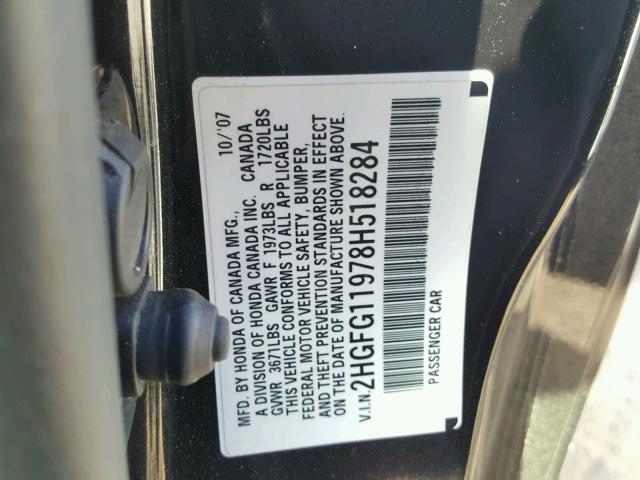 MFD. BY HONDA OF CANADA MFG., 10/'07
A DIVISION OF HONDA CANADA INC. CANADA
GVWR 3671LBS GAWR F 1973LBS R 1720LBS
THIS VEHICLE CONFORMS TO ALL APPLICABLE
FEDERAL MOTOR VEHICLE SAFETY, BUMPER,
AND THEFT PREVENTION STANDARDS IN EFFECT
ON THE DATE OF MANUFACTURE SHOWN ABOVE.
V.I.N. 2HGFG11978H518284
PASSENGER CAR